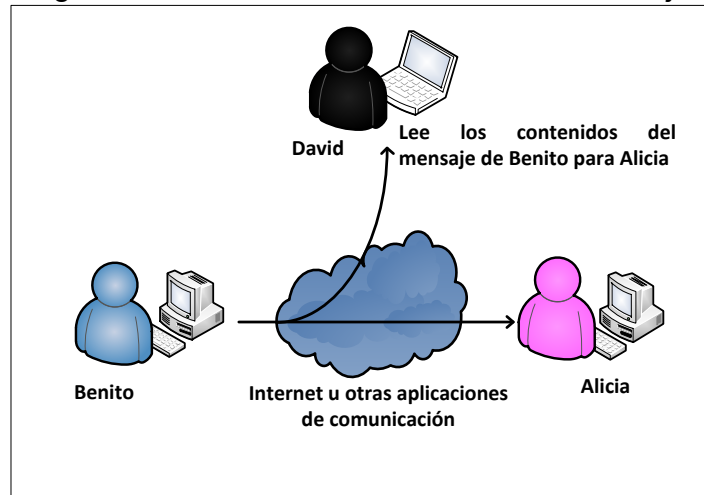 David
Lee los contenidos del
mensaje de Benito para Alicia
Benito
Internet u otras aplicaciones
de comunicación
Alicia